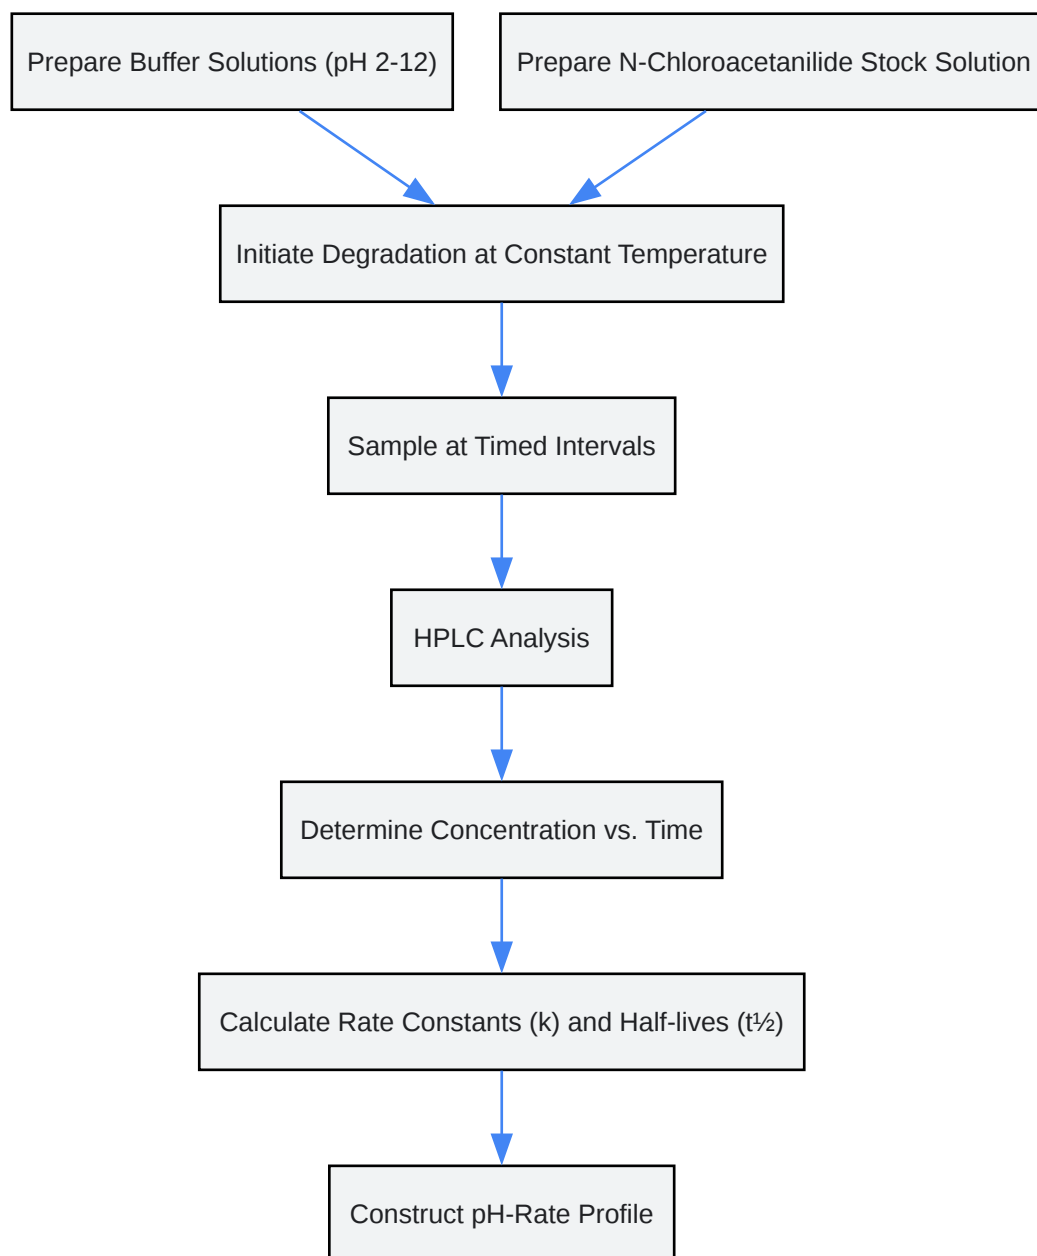 Prepare Buffer Solutions (pH 2-12)
Prepare N-Chloroacetanilide Stock Solution
Initiate Degradation at Constant Temperature
Sample at Timed Intervals
HPLC Analysis
Determine Concentration vs. Time
Calculate Rate Constants (k) and Half-lives (t½)
Construct pH-Rate Profile